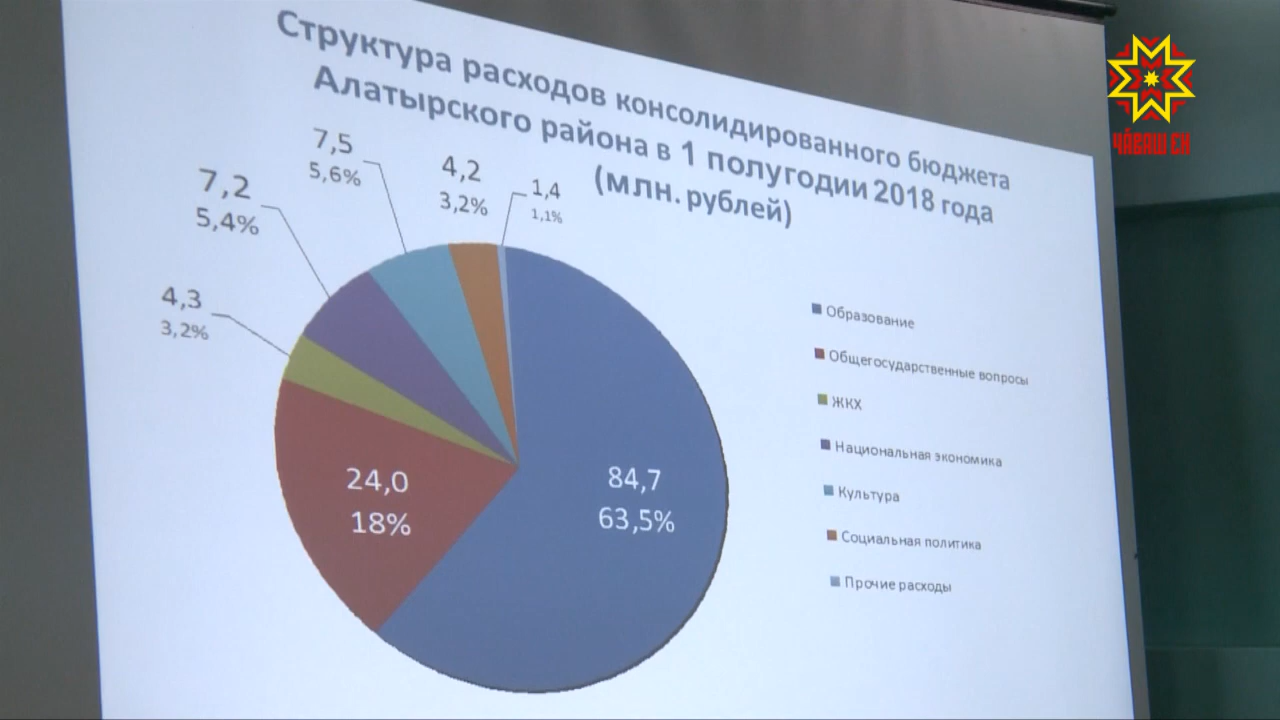 Структура расходов консолидированного бюджета
Алатырского района в 1 полугодии 2018 года
(млн. рублей)
7,5
5,6%
4,2
3,2%
1,4
1,1%
7,2
5,4%
4,3
3,2%
24,0
18%
84,7
63,5%
Образование
Общегосударственные вопросы
ЖКХ
Национальная экономика
Культура
Социальная политика
Прочие расходы
ЧӐВАШ ЕН